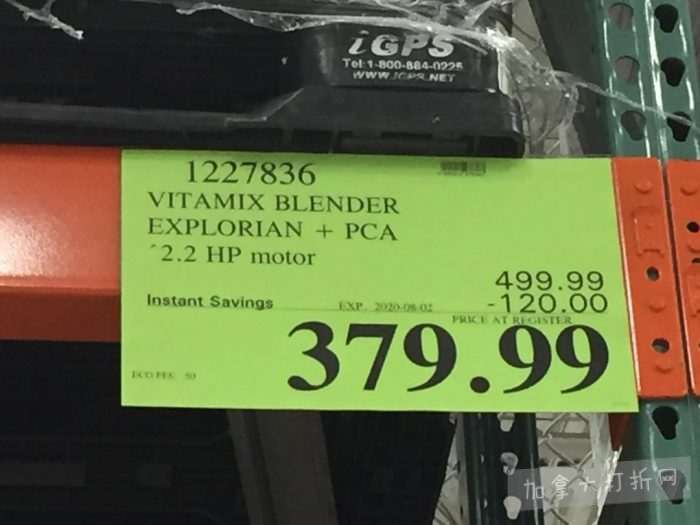 iGPS
Tel:1-800-884-0225
WWW.IGPS.NET
1227836
VITAMIX BLENDER
EXPLORIAN + PCA
^2.2 HP motor
499.99
Instant Savings EXP. 2020-08-02 -120.00
PRICE AT REGISTER
379.99
ECO FEE 50
加拿大打折网